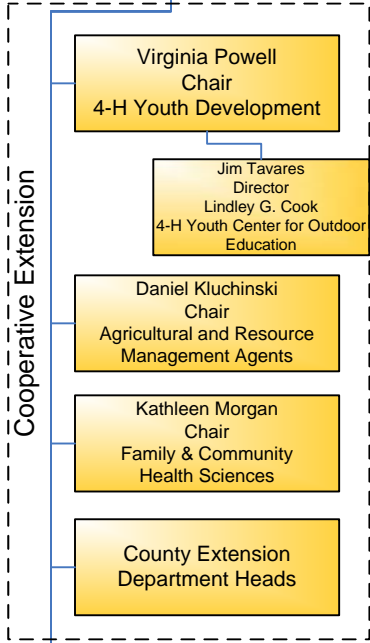 Cooperative Extension
Virginia Powell
Chair
4-H Youth Development
Jim Tavares
Director
Lindley G. Cook
4-H Youth Center for Outdoor
Education
Daniel Kluchinski
Chair
Agricultural and Resource
Management Agents
Kathleen Morgan
Chair
Family & Community
Health Sciences
County Extension
Department Heads